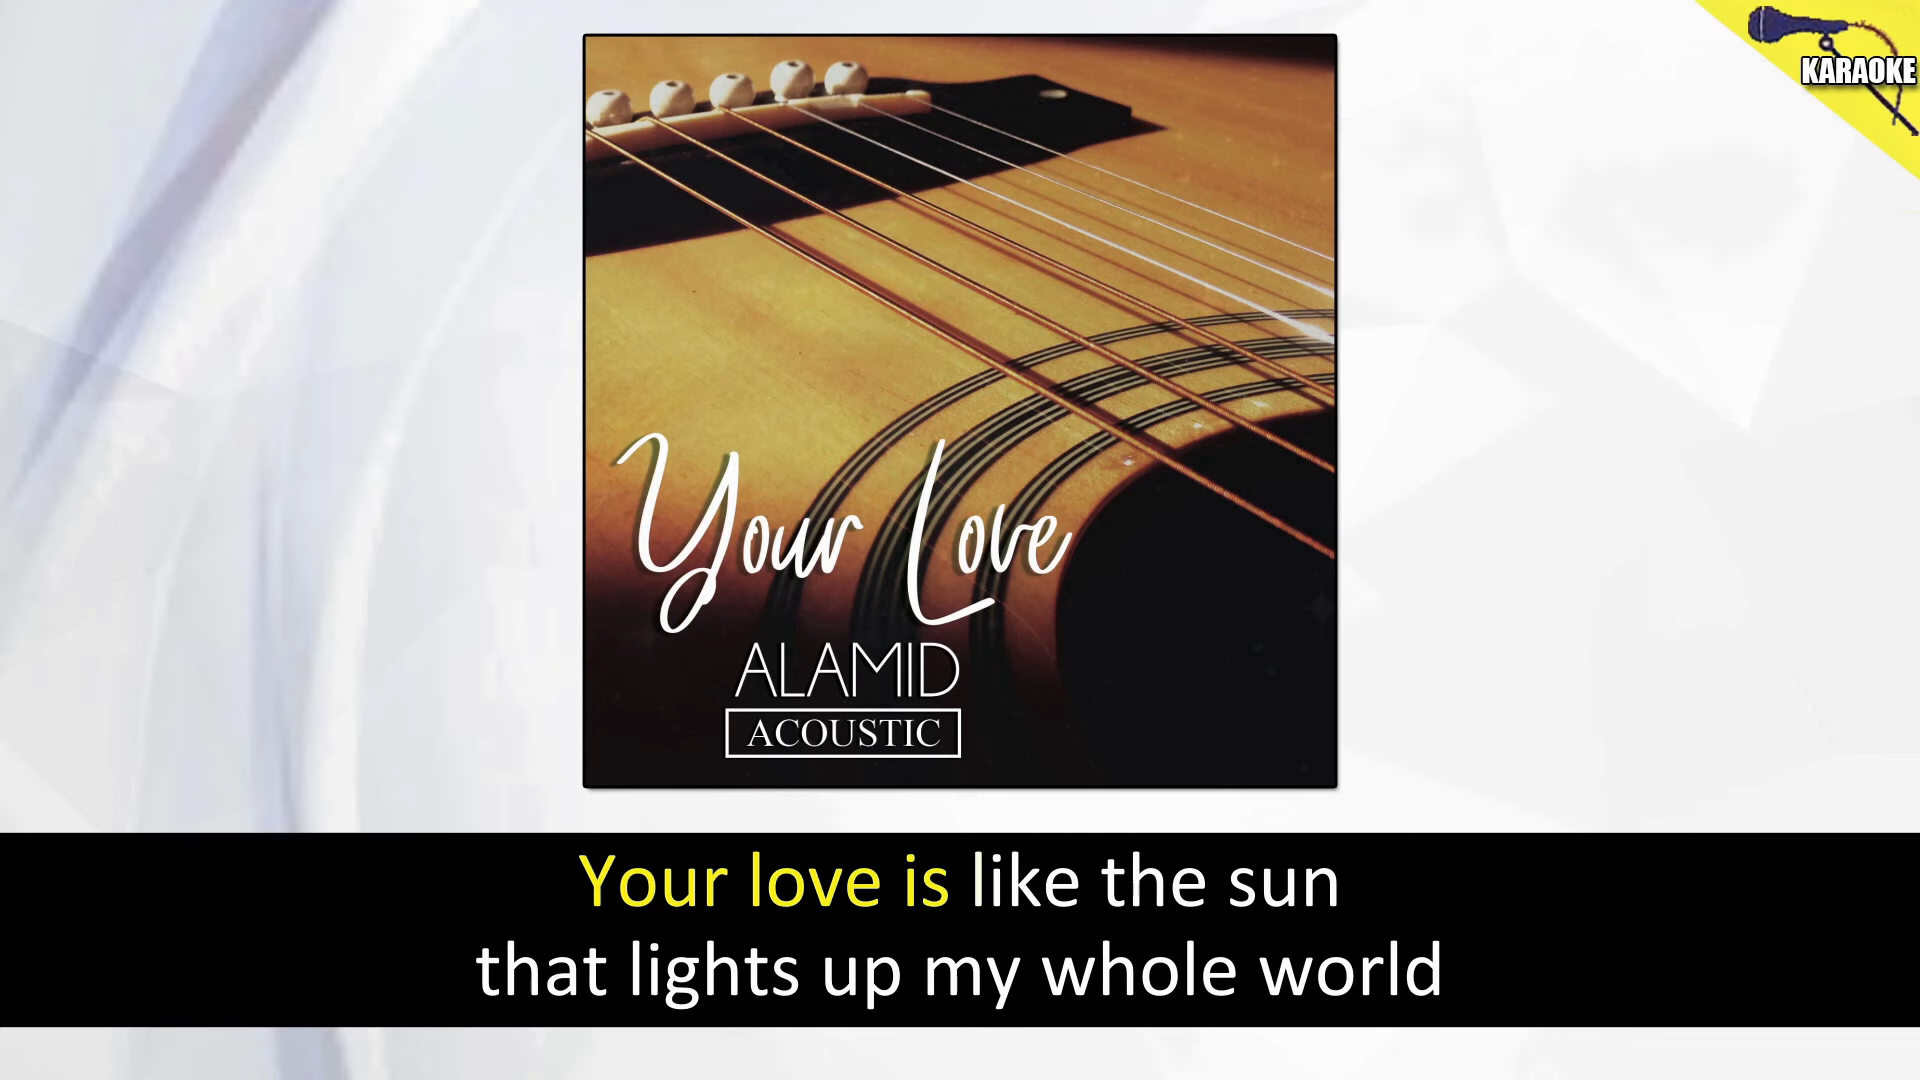 KARAOKE
Your Love
ALAMID
ACOUSTIC
Your love is like the sun
that lights up my whole world